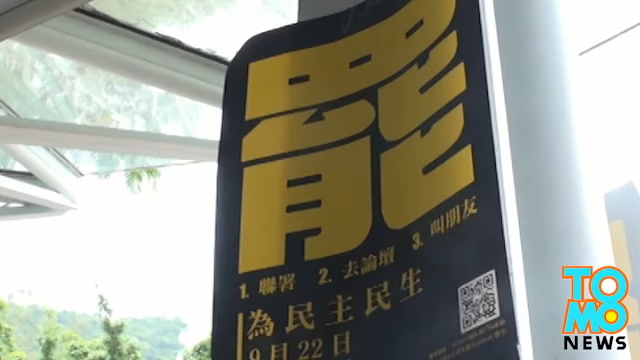 罷
1. 聯署 2. 去論壇 3. 叫朋友
為民主民生
9月22日
TOMO
NEWS